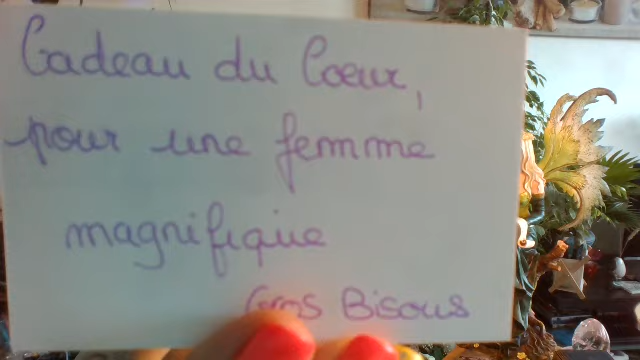 Cadeau du Coeur,
pour une femme
magnifique
Gros Bisous